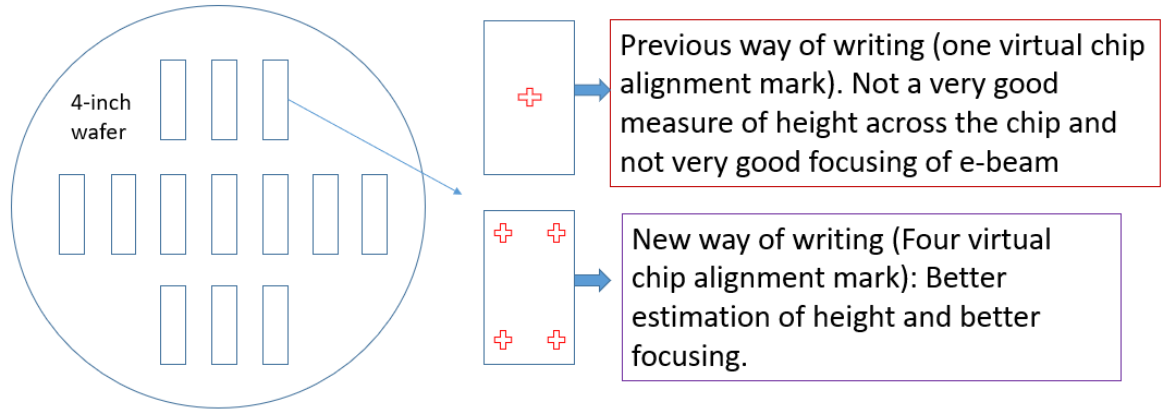 4-inch
wafer
Previous way of writing (one virtual chip
alignment mark). Not a very good
measure of height across the chip and
not very good focusing of e-beam
New way of writing (Four virtual
chip alignment mark): Better
estimation of height and better
focusing.